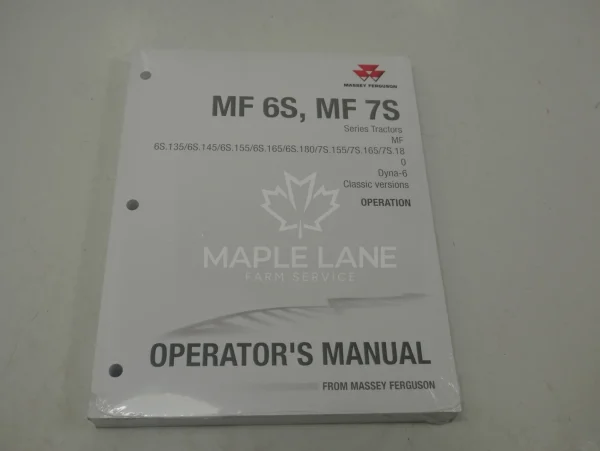 MASSEY FERGUSON
MF 6S, MF 7S
Series Tractors
MF
6S.135/6S.145/6S.155/6S.165/6S.180/7S.155/7S.165/7S.18
0
Dyna-6
Classic versions
OPERATION
MAPLE LANE
FARM SERVICE
OPERATOR'S MANUAL
FROM MASSEY FERGUSON